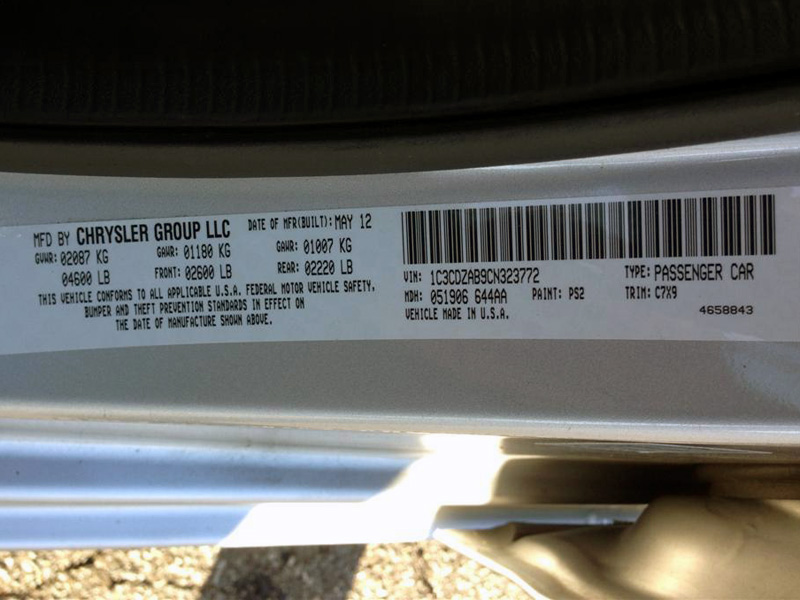 MFD BY CHRYSLER GROUP LLC DATE OF MFR(BUILT): MAY 12
GVWR: 02087 KG GAWR: 01180 KG GAWR: 01007 KG
04600 LB FRONT: 02600 LB REAR: 02220 LB
THIS VEHICLE CONFORMS TO ALL APPLICABLE U.S.A. FEDERAL MOTOR VEHICLE SAFETY,
BUMPER AND THEFT PREVENTION STANDARDS IN EFFECT ON
THE DATE OF MANUFACTURE SHOWN ABOVE.
VIN: 1C3CDZAB9CN323772 TYPE: PASSENGER CAR
MDH: 051906 644AA PAINT: PS2 TRIM: C7X9
VEHICLE MADE IN U.S.A. 4658843